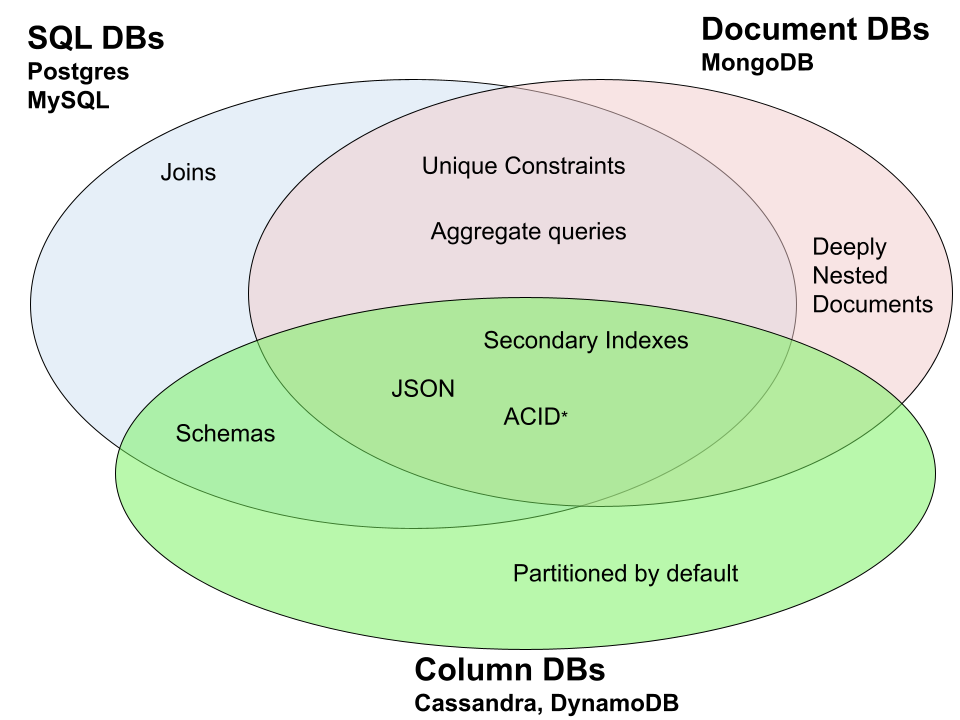 SQL DBs
Postgres
MySQL
Document DBs
MongoDB
Joins
Unique Constraints
Aggregate queries
Deeply
Nested
Documents
Secondary Indexes
JSON
ACID*
Schemas
Partitioned by default
Column DBs
Cassandra, DynamoDB